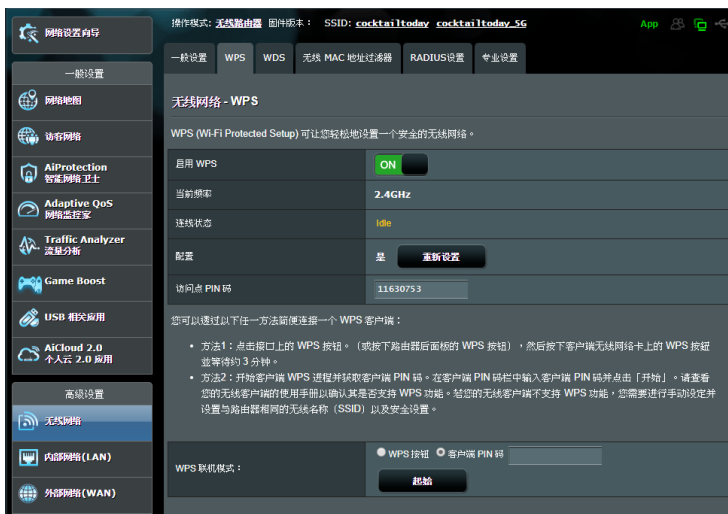 网络设置向导
操作模式: 无线路由器 固件版本： SSID: cocktailtoday cocktailtoday_5G
App
一般设置 WPS WDS 无线 MAC 地址过滤器 RADIUS设置 专业设置
一般设置
网络地图
访客网络
AiProtection
智能网络卫士
Adaptive QoS
网络监控家
Traffic Analyzer
流量分析
Game Boost
USB 相关应用
AiCloud 2.0
个人云 2.0 应用
高级设置
无线网络
内部网络(LAN)
外部网络(WAN)
无线网络 - WPS
WPS (Wi-Fi Protected Setup) 可让您轻松地设置一个安全的无线网络。
启用 WPS ON
当前频率 2.4GHz
连线状态 Idle
配置 是 重新设置
访问点 PIN 码 11630753
您可以透过以下任一方法简便连接一个 WPS 客户端：
• 方法1：点击接口上的 WPS 按钮。（或按下路由器后面板的 WPS 按钮），然后按下客户端无线网络卡上的 WPS 按钮
並等待约 3 分钟。
• 方法2：开始客户端 WPS 进程并获取客户端 PIN 码。在客户端 PIN 码栏中输入客户端 PIN 码并点击「开始」。请查看
您的无线客户端的使用手册以确认其是否支持 WPS 功能。若您的无线客户端不支持 WPS 功能，您需要进行手动设定并
设置与路由器相同的无线名称（SSID）以及安全设置。
WPS 联机模式： WPS 按钮 客户端 PIN 码
起始